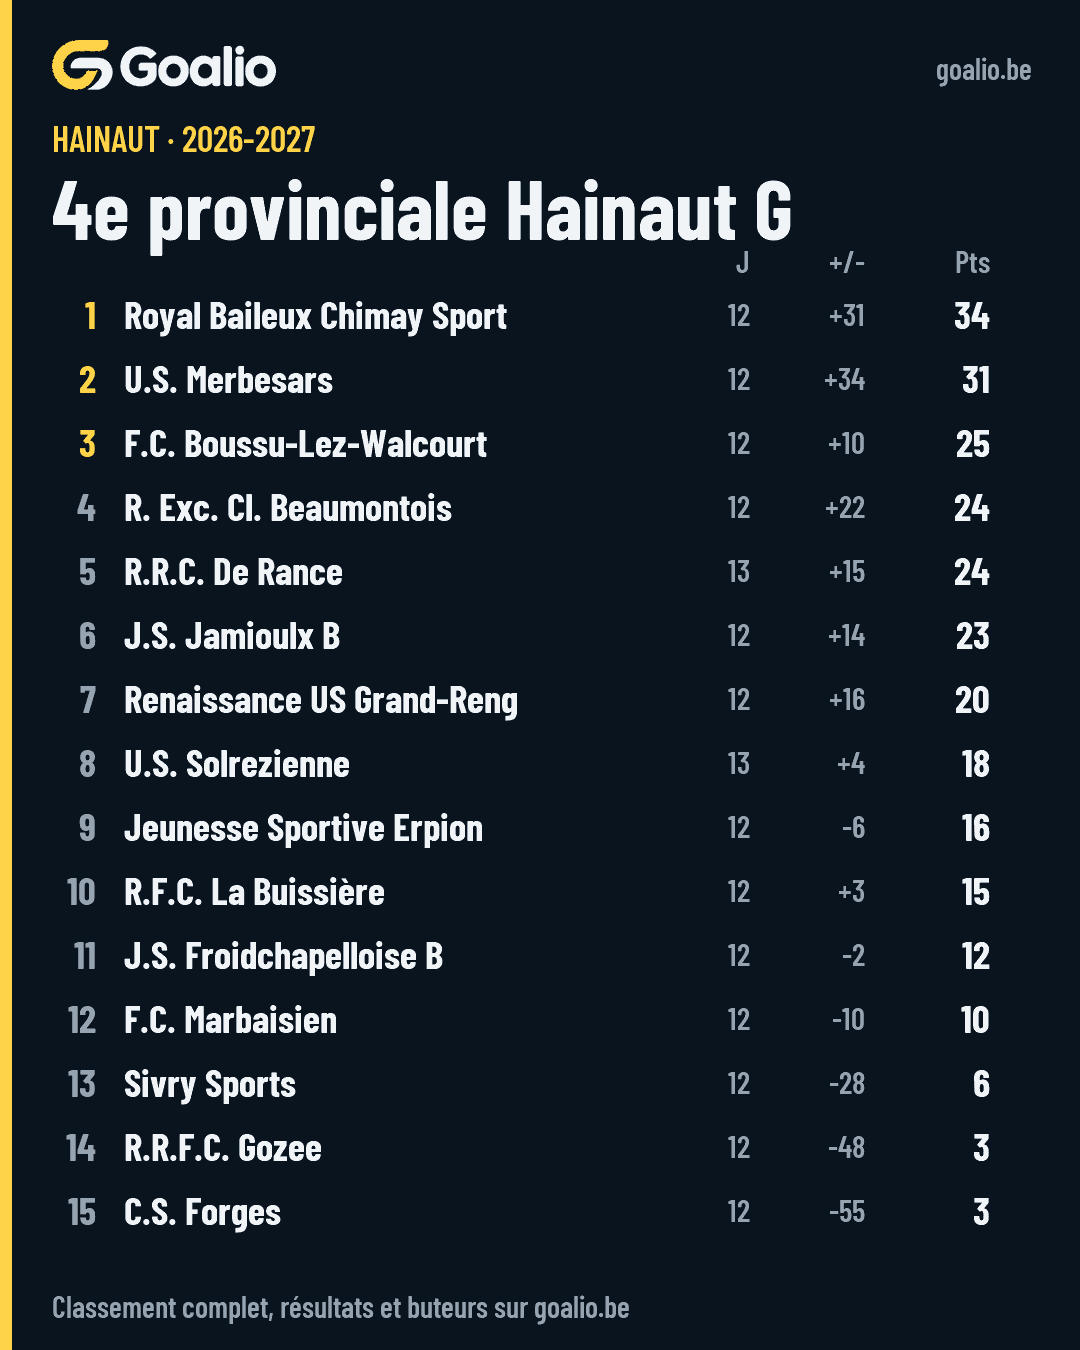 Goalio goalio.be
HAINAUT · 2026-2027
4e provinciale Hainaut G
J +/- Pts
1 Royal Baileux Chimay Sport 12 +31 34
2 U.S. Merbesars 12 +34 31
3 F.C. Boussu-Lez-Walcourt 12 +10 25
4 R. Exc. Cl. Beaumontois 12 +22 24
5 R.R.C. De Rance 13 +15 24
6 J.S. Jamioulx B 12 +14 23
7 Renaissance US Grand-Reng 12 +16 20
8 U.S. Solrezienne 13 +4 18
9 Jeunesse Sportive Erpion 12 -6 16
10 R.F.C. La Buissière 12 +3 15
11 J.S. Froidchapelloise B 12 -2 12
12 F.C. Marbaisien 12 -10 10
13 Sivry Sports 12 -28 6
14 R.R.F.C. Gozee 12 -48 3
15 C.S. Forges 12 -55 3
Classement complet, résultats et buteurs sur goalio.be